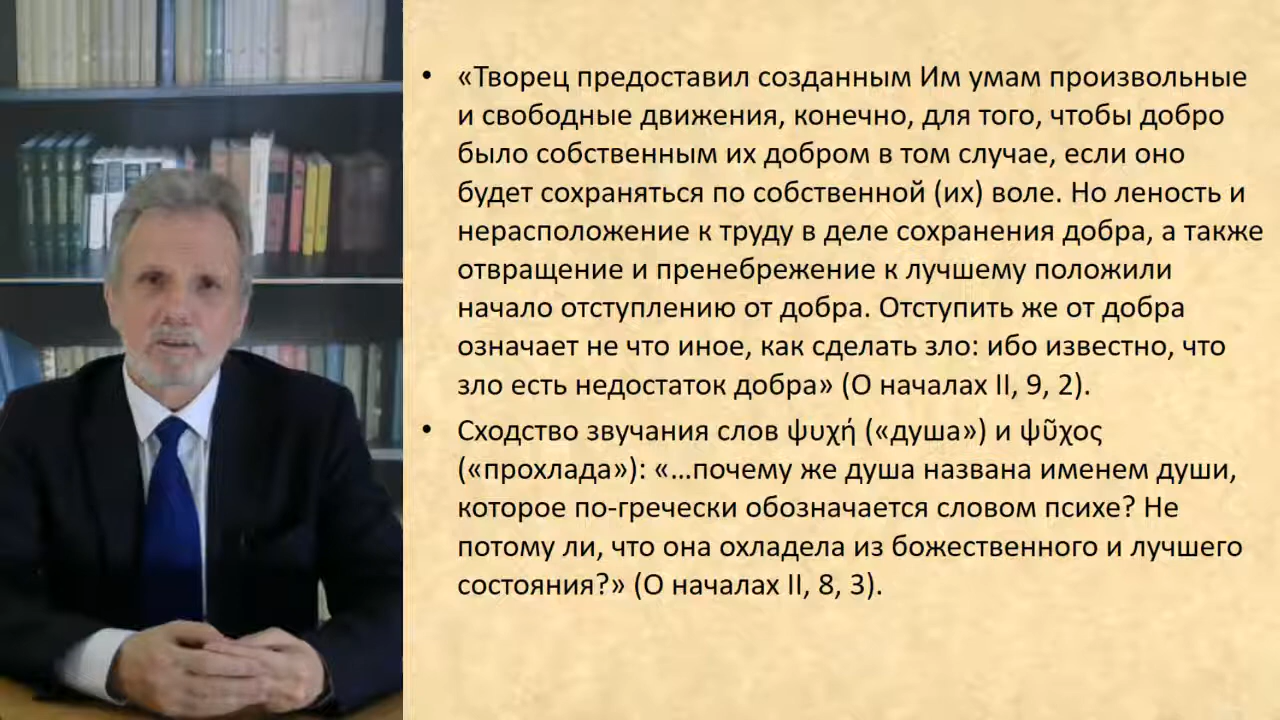 • «Творец предоставил созданным Им умам произвольные
и свободные движения, конечно, для того, чтобы добро
было собственным их добром в том случае, если оно
будет сохраняться по собственной (их) воле. Но леность и
нерасположение к труду в деле сохранения добра, а также
отвращение и пренебрежение к лучшему положили
начало отступлению от добра. Отступить же от добра
означает не что иное, как сделать зло: ибо известно, что
зло есть недостаток добра» (О началах II, 9, 2).
• Сходство звучания слов ψυχή («душа») и ψῦχος
(«прохлада»): «…почему же душа названа именем души,
которое по-гречески обозначается словом психе? Не
потому ли, что она охладела из божественного и лучшего
состояния?» (О началах II, 8, 3).